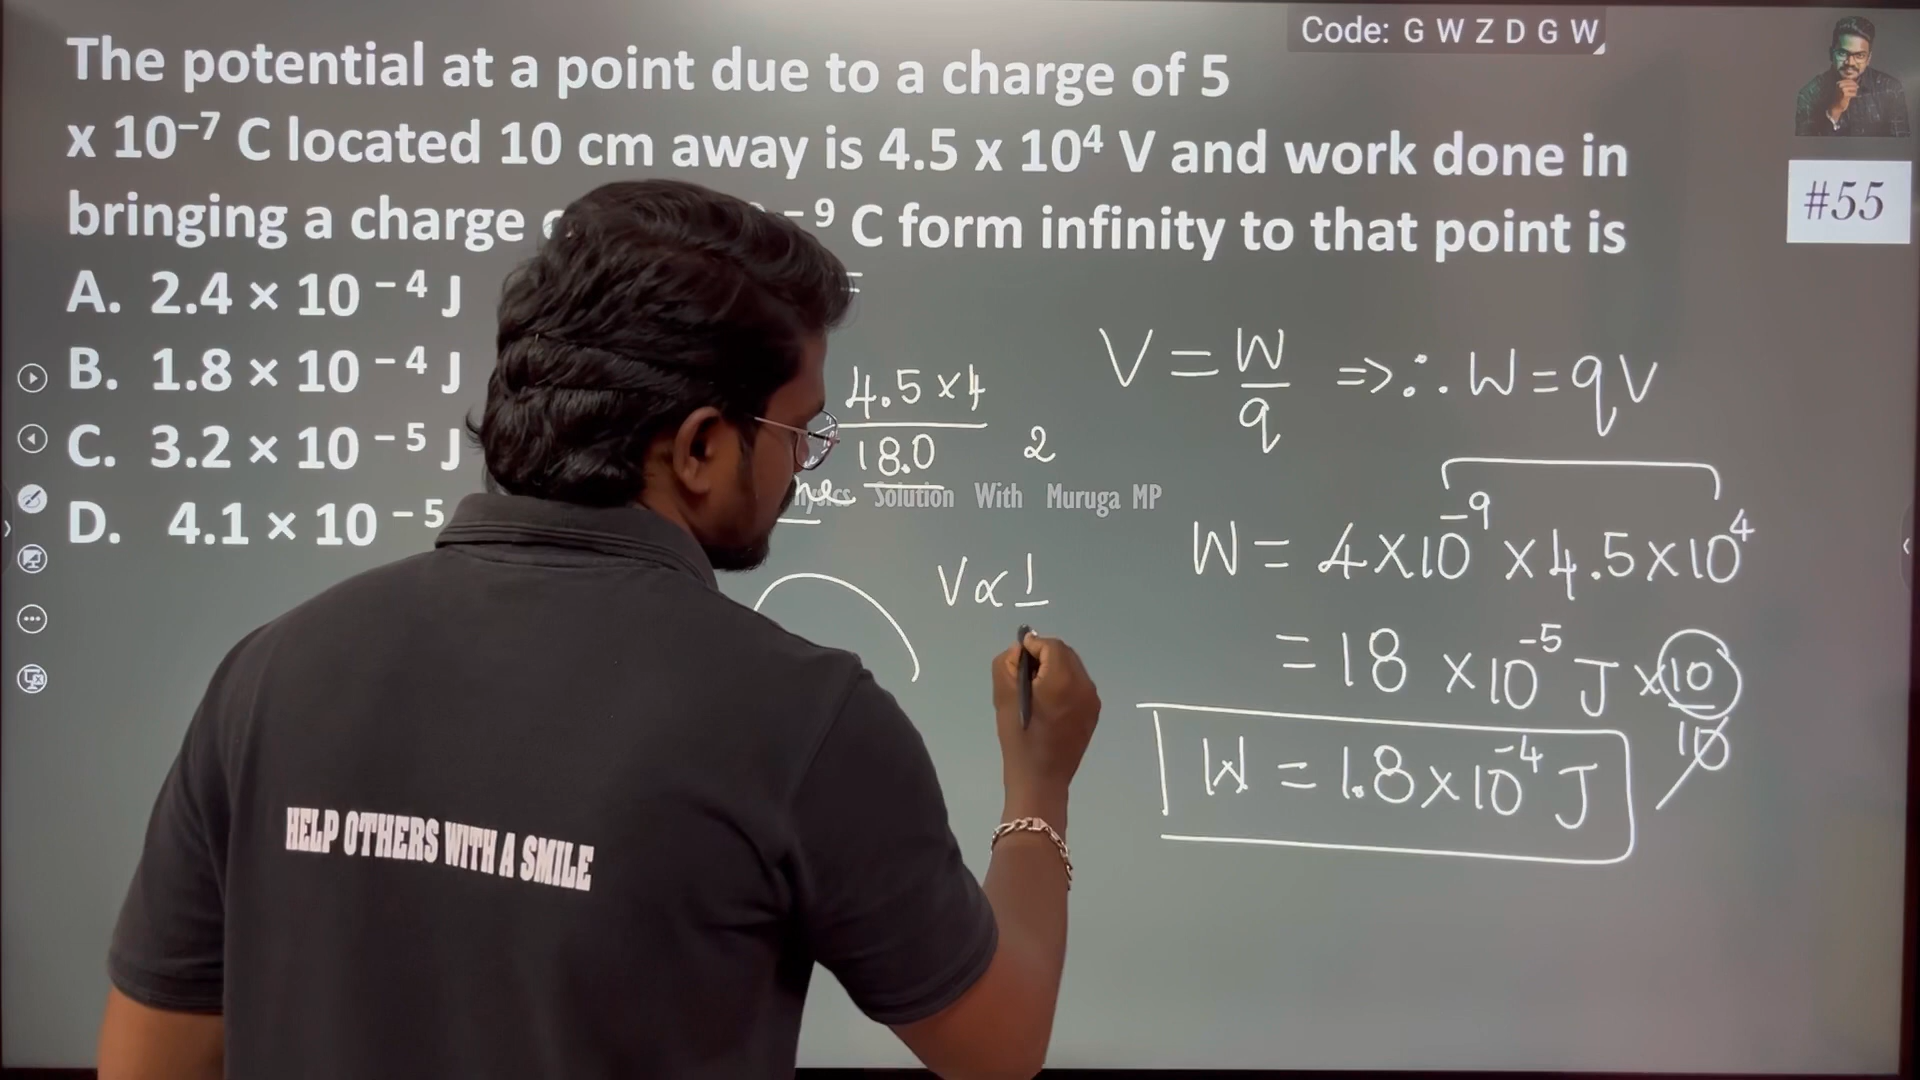 Code: G W Z D G W
The potential at a point due to a charge of 5
x 10⁻⁷ C located 10 cm away is 4.5 x 10⁴ V and work done in
bringing a charge ⁻⁹ C form infinity to that point is
#55
A. 2.4 × 10⁻⁴ J
B. 1.8 × 10⁻⁴ J
C. 3.2 × 10⁻⁵ J
D. 4.1 × 10⁻⁵
4.5 × 4
18.0
2
Solution With Muruga MP
V ∝ 1
V = W/q ⇒ ∴ W = qV
W = 4×10⁻⁹ × 4.5×10⁴
= 18 ×10⁻⁵ J × 10/10
W = 1.8×10⁻⁴ J
HELP OTHERS WITH A SMILE